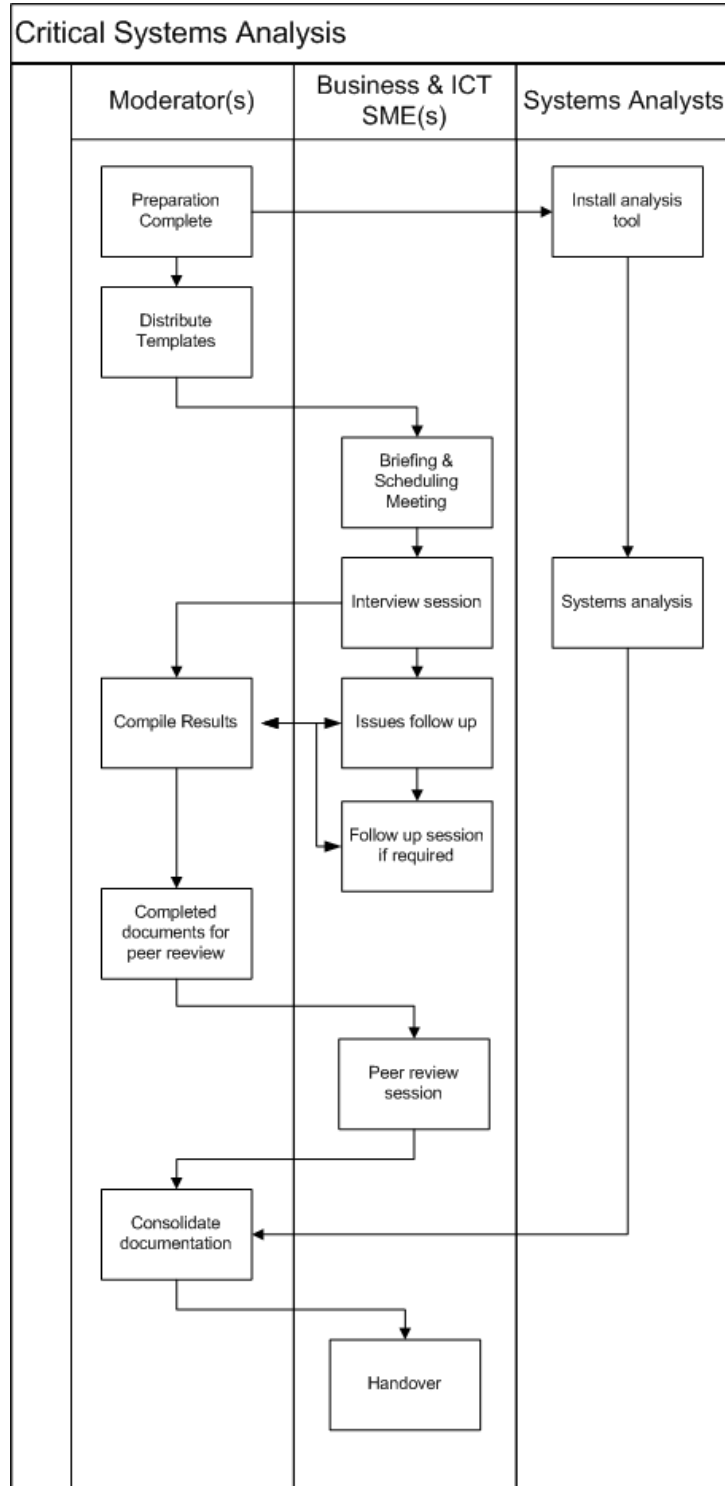 Critical Systems Analysis
Moderator(s)
Business & ICT
SME(s)
Systems Analysts
Preparation
Complete
Install analysis
tool
Distribute
Templates
Briefing &
Scheduling
Meeting
Interview session
Systems analysis
Compile Results
Issues follow up
Follow up session
if required
Completed
documents for
peer reeview
Peer review
session
Consolidate
documentation
Handover